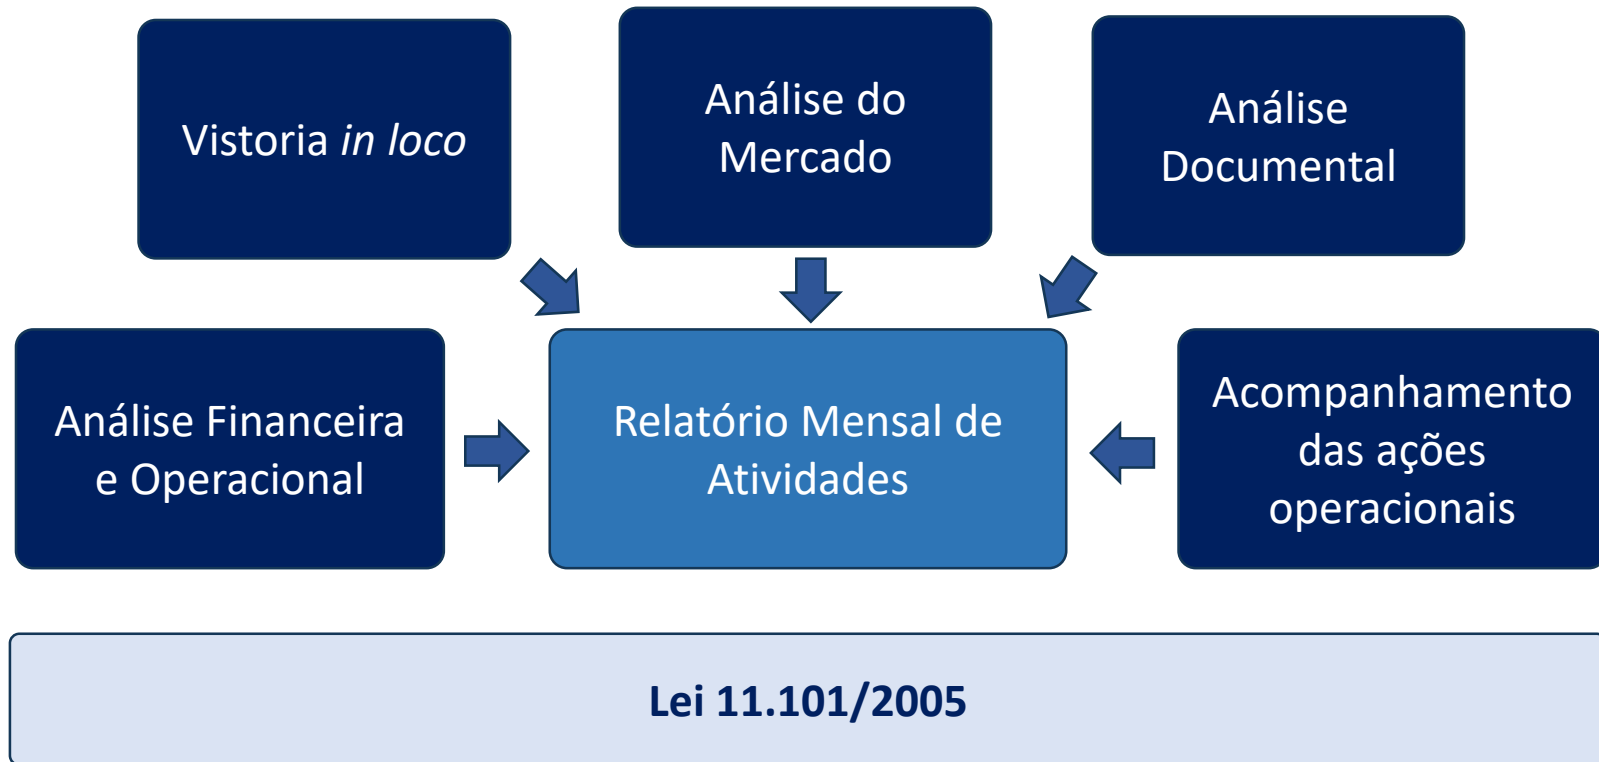 Vistoria in loco
Análise do
Mercado
Análise
Documental
Análise Financeira
e Operacional
Relatório Mensal de
Atividades
Acompanhamento
das ações
operacionais
Lei 11.101/2005